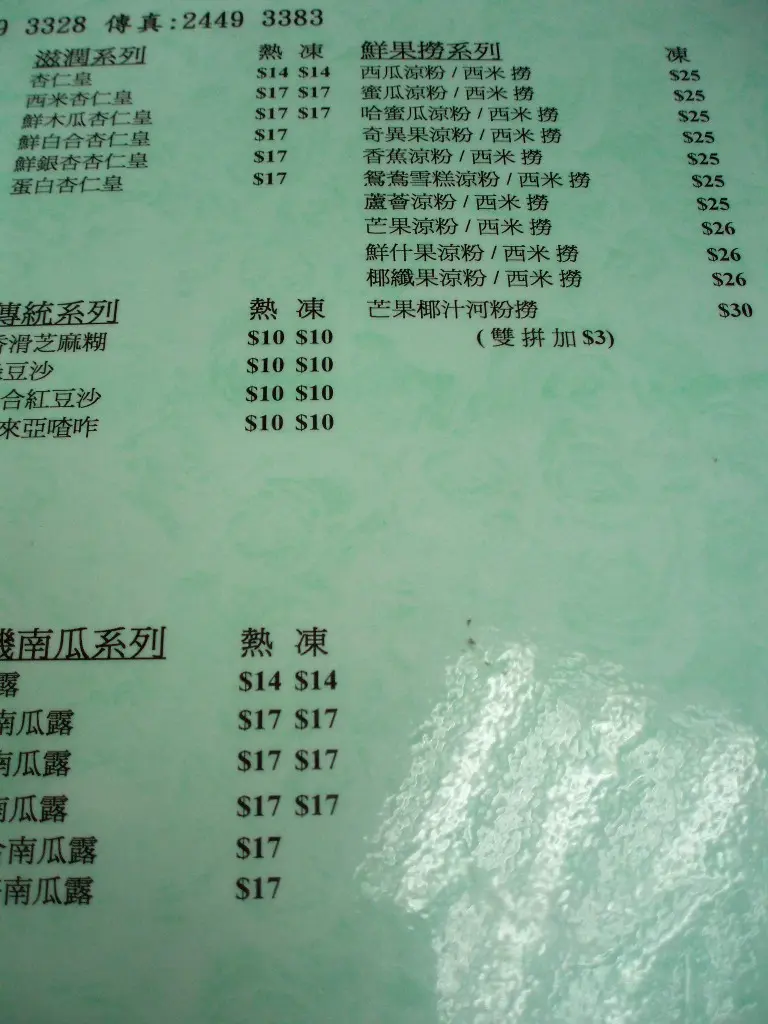 3328 傳真:2449 3383
滋潤系列 熱 凍
杏仁皇 $14 $14
西米杏仁皇 $17 $17
鮮木瓜杏仁皇 $17 $17
鮮白合杏仁皇 $17
鮮銀杏杏仁皇 $17
蛋白杏仁皇 $17
鮮果撈系列 凍
西瓜涼粉 / 西米 撈 $25
蜜瓜涼粉 / 西米 撈 $25
哈蜜瓜涼粉 / 西米 撈 $25
奇異果涼粉 / 西米 撈 $25
香蕉涼粉 / 西米 撈 $25
鴛鴦雪糕涼粉 / 西米 撈 $25
蘆薈涼粉 / 西米 撈 $25
芒果涼粉 / 西米 撈 $26
鮮什果涼粉 / 西米 撈 $26
椰纖果涼粉 / 西米 撈 $26
芒果椰汁河粉撈 $30
( 雙 拼 加 $3)
傳統系列 熱 凍
香滑芝麻糊 $10 $10
豆沙 $10 $10
合紅豆沙 $10 $10
來亞喳咋 $10 $10
機南瓜系列 熱 凍
露 $14 $14
南瓜露 $17 $17
南瓜露 $17 $17
南瓜露 $17 $17
合南瓜露 $17
南瓜露 $17